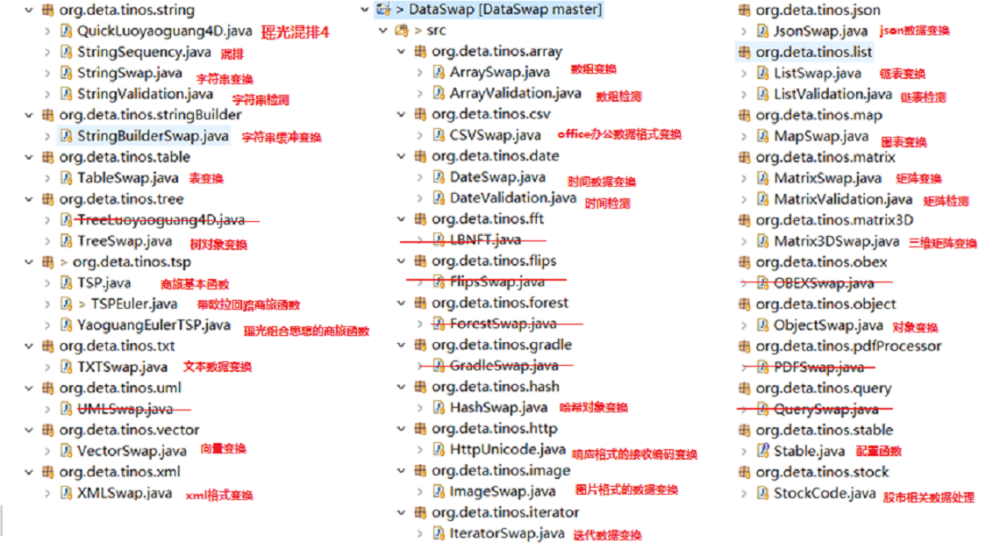 org.deta.tinos.string
QuickLuoyaoguang4D.java 瑶光混排4
StringSequency.java 混排
StringSwap.java 字符串变换
StringValidation.java 字符串检测
org.deta.tinos.stringBuilder
StringBuilderSwap.java 字符串缓冲变换
org.deta.tinos.table
TableSwap.java 表变换
org.deta.tinos.tree
TreeLuoyaoguang4D.java
TreeSwap.java 树对象变换
> org.deta.tinos.tsp
TSP.java 商旅基本函数
> TSPEuler.java 带欧拉回路商旅函数
YaoguangEulerTSP.java 瑶光组合思想的商旅函数
org.deta.tinos.txt
TXTSwap.java 文本数据变换
org.deta.tinos.uml
UMLSwap.java
org.deta.tinos.vector
VectorSwap.java 向量变换
org.deta.tinos.xml
XMLSwap.java xml格式变换
> DataSwap [DataSwap master]
> src
org.deta.tinos.array
ArraySwap.java 数组变换
ArrayValidation.java 数组检测
org.deta.tinos.csv
CSVSwap.java office办公数据格式变换
org.deta.tinos.date
DateSwap.java 时间数据变换
DateValidation.java 时间检测
org.deta.tinos.fft
LBNFT.java
org.deta.tinos.flips
FlipsSwap.java
org.deta.tinos.forest
ForestSwap.java
org.deta.tinos.gradle
GradleSwap.java
org.deta.tinos.hash
HashSwap.java 哈希对象变换
org.deta.tinos.http
HttpUnicode.java 响应格式的接收编码变换
org.deta.tinos.image
ImageSwap.java 图片格式的数据变换
org.deta.tinos.iterator
IteratorSwap.java 迭代数据变换
org.deta.tinos.json
JsonSwap.java json数据变换
org.deta.tinos.list
ListSwap.java 链表变换
ListValidation.java 链表检测
org.deta.tinos.map
MapSwap.java 图表变换
org.deta.tinos.matrix
MatrixSwap.java 矩阵变换
MatrixValidation.java 矩阵检测
org.deta.tinos.matrix3D
Matrix3DSwap.java 三维矩阵变换
org.deta.tinos.obex
OBEXSwap.java
org.deta.tinos.object
ObjectSwap.java 对象变换
org.deta.tinos.pdfProcessor
PDFSwap.java
org.deta.tinos.query
QuerySwap.java
org.deta.tinos.stable
Stable.java 配置函数
org.deta.tinos.stock
StockCode.java 股市相关数据处理